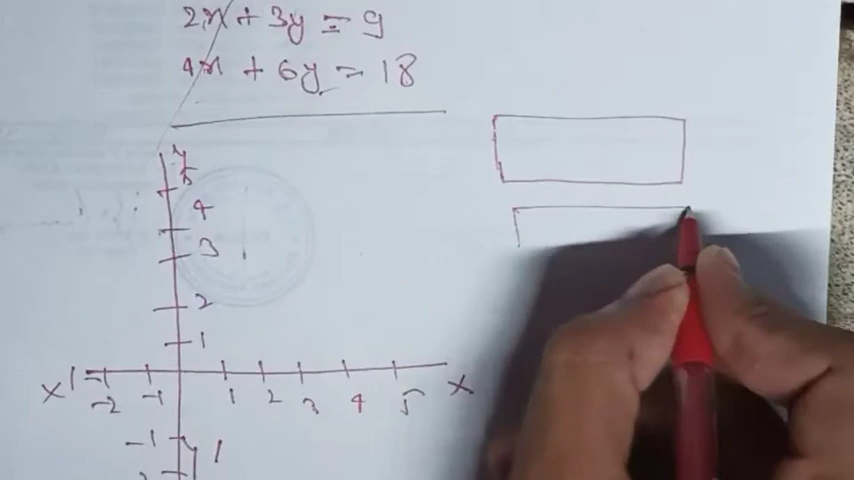 2x + 3y = 9
4x + 6y = 18
y
5
4
3
2
1
X' -2 -1 1 2 3 4 5 X
-1
y'